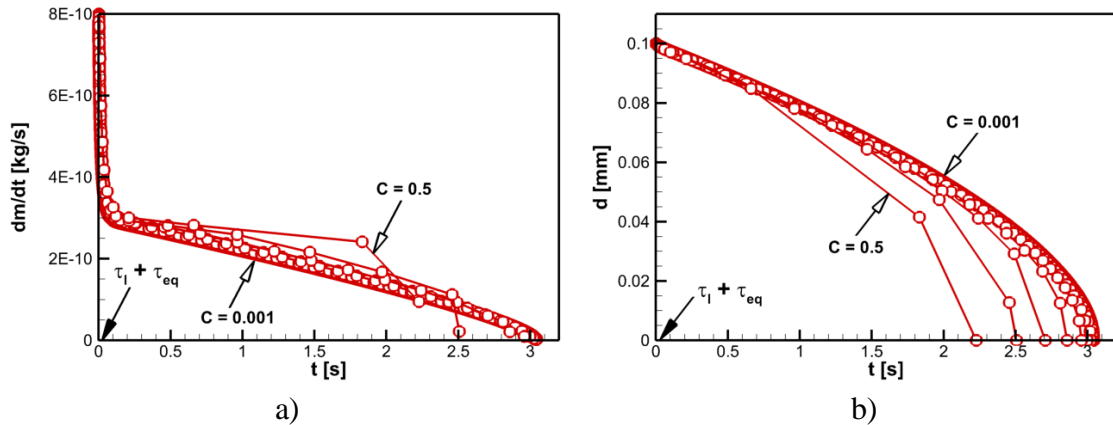 8E-10
6E-10
4E-10
2E-10
0
dm/dt [kg/s]
C = 0.5
C = 0.001
τl + τeq
0 0.5 1 1.5 2 2.5 3
t [s]
a)
0.1
0.08
0.06
0.04
0.02
0
d [mm]
C = 0.001
C = 0.5
τl + τeq
0 0.5 1 1.5 2 2.5 3
t [s]
b)